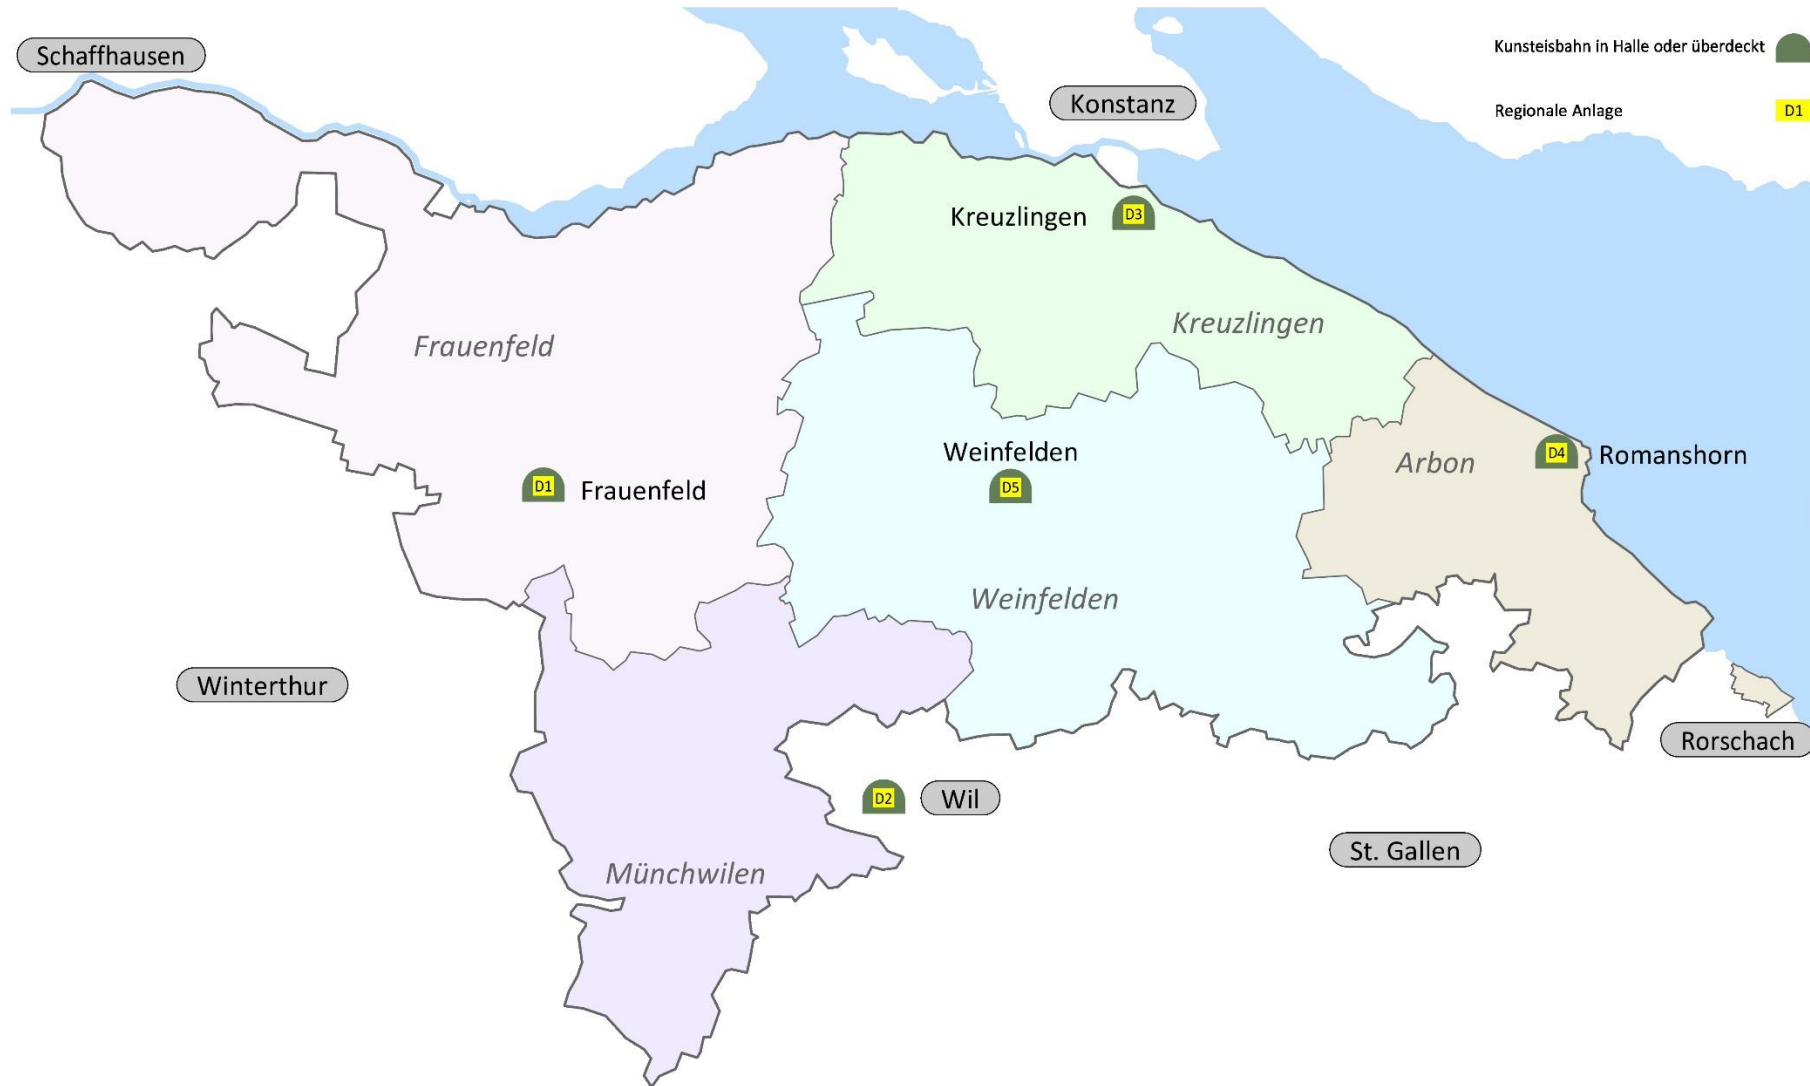 Schaffhausen
Kunsteisbahn in Halle oder überdeckt
Konstanz
Regionale Anlage
D1
Kreuzlingen
D3
Kreuzlingen
Frauenfeld
Weinfelden
D5
Arbon
D4
Romanshorn
D1
Frauenfeld
Weinfelden
Winterthur
Rorschach
D2
Wil
St. Gallen
Münchwilen